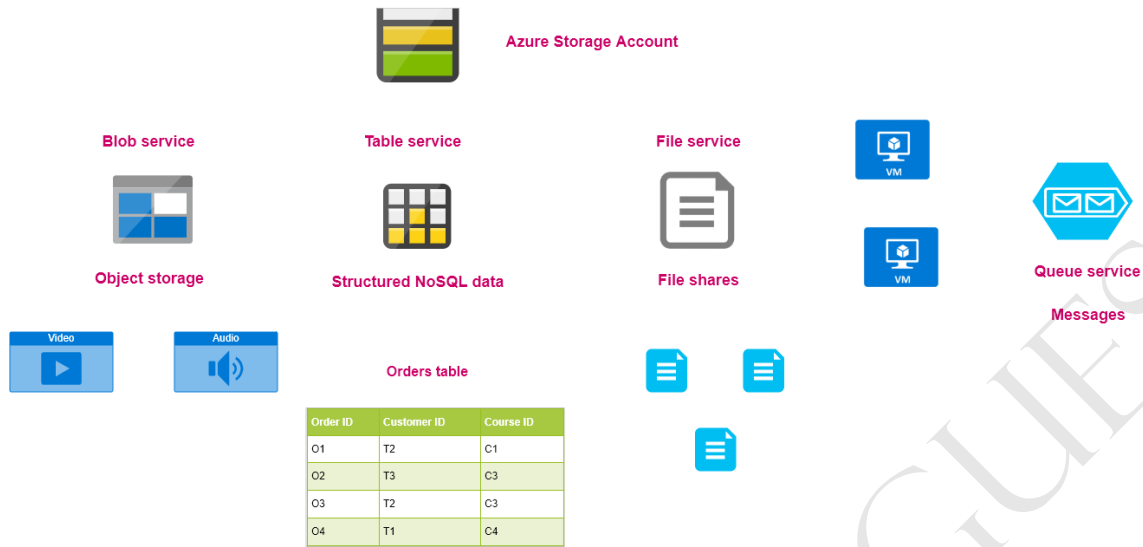 Azure Storage Account
Blob service
Table service
File service
VM
VM
Object storage
Structured NoSQL data
File shares
Queue service
Messages
Video
Audio
Orders table
Order ID Customer ID Course ID
O1 T2 C1
O2 T3 C3
O3 T2 C3
O4 T1 C4